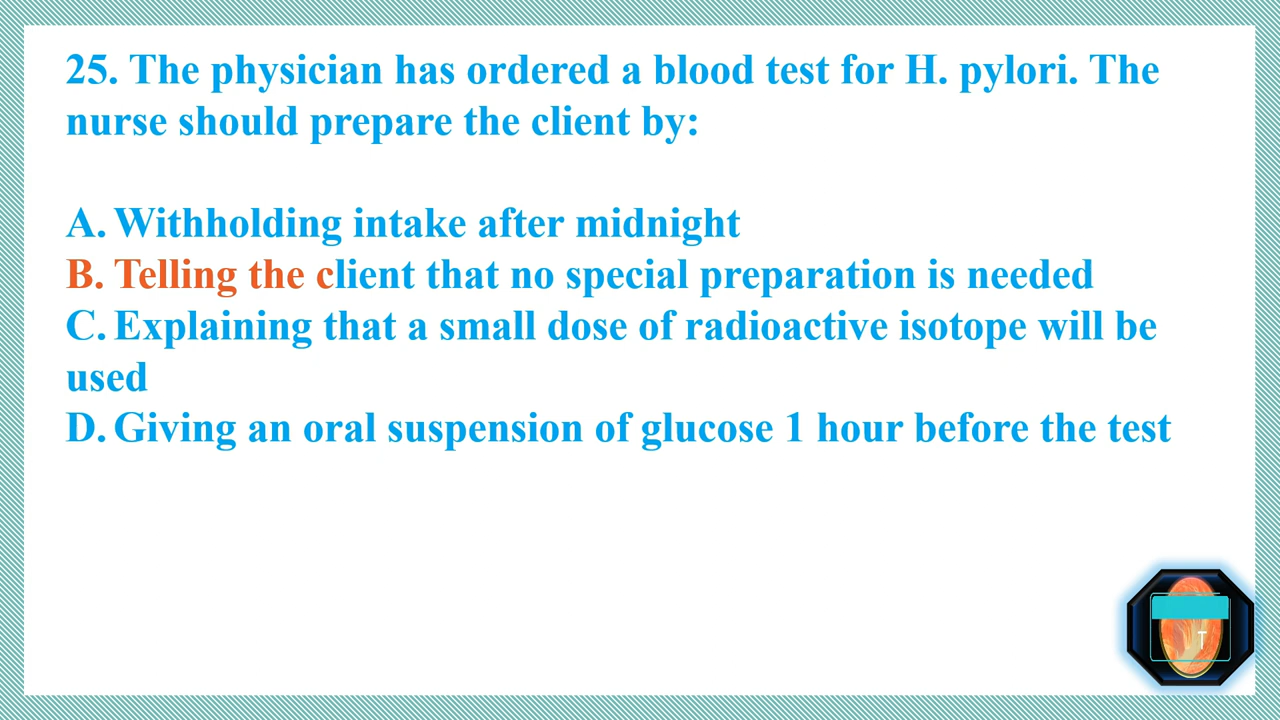 25. The physician has ordered a blood test for H. pylori. The
nurse should prepare the client by:
A. Withholding intake after midnight
B. Telling the client that no special preparation is needed
C. Explaining that a small dose of radioactive isotope will be
used
D. Giving an oral suspension of glucose 1 hour before the test
T